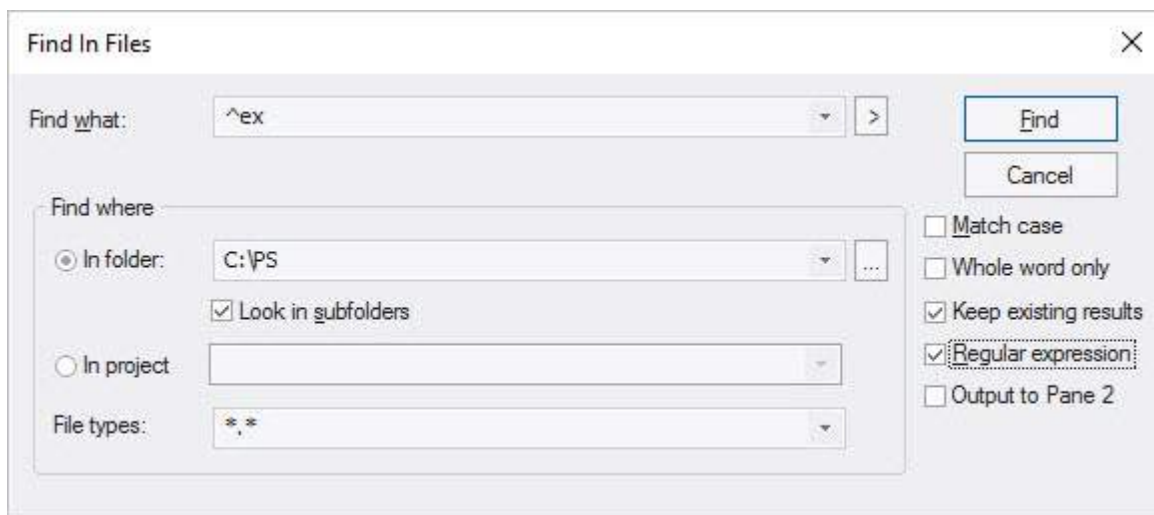 Find In Files
Find what:
^ex
>
Find
Cancel
Find where
In folder:
C:\PS
...
Look in subfolders
In project
File types:
*.*
Match case
Whole word only
Keep existing results
Regular expression
Output to Pane 2